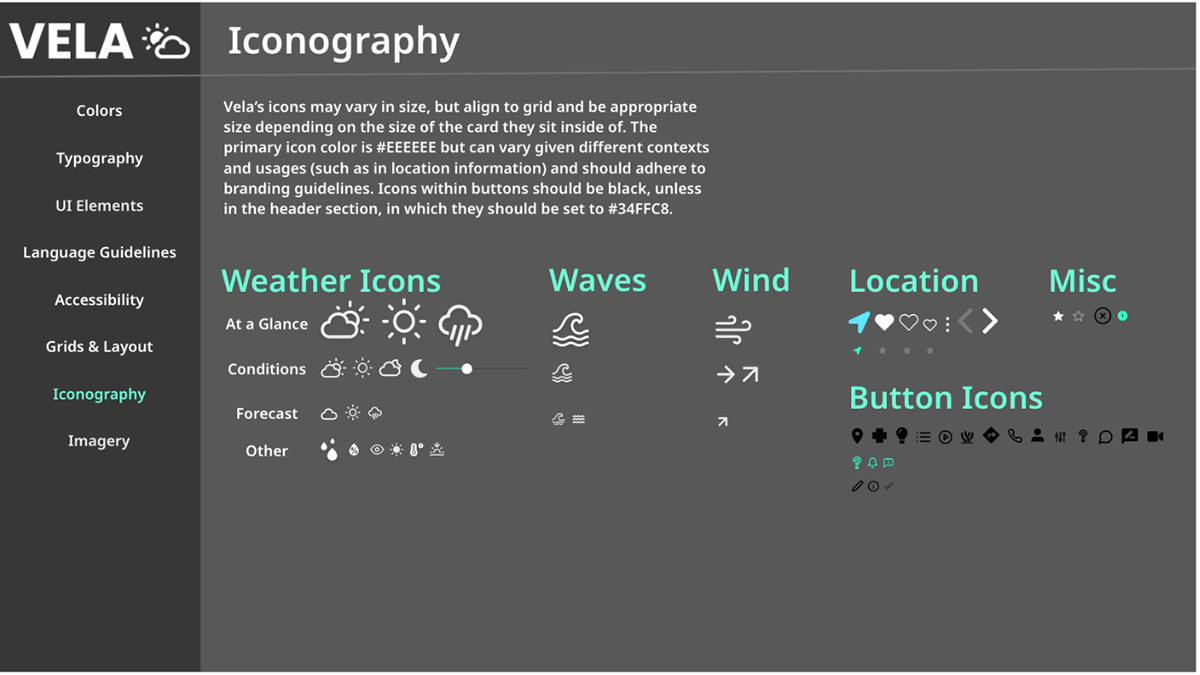 VELA
Iconography
Colors
Typography
UI Elements
Language Guidelines
Accessibility
Grids & Layout
Iconography
Imagery
Vela's icons may vary in size, but align to grid and be appropriate
size depending on the size of the card they sit inside of. The
primary icon color is #EEEEEE but can vary given different contexts
and usages (such as in location information) and should adhere to
branding guidelines. Icons within buttons should be black, unless
in the header section, in which they should be set to #34FFC8.
Weather Icons
At a Glance
Conditions
Forecast
Other
Waves
Wind
Location
Misc
Button Icons